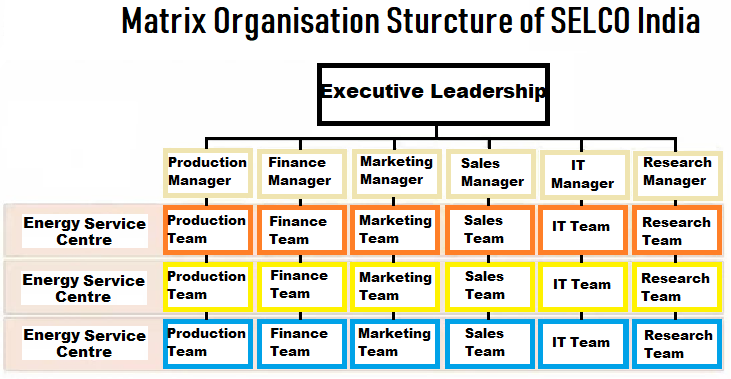 Matrix Organisation Sturcture of SELCO India
Executive Leadership
Production Manager
Finance Manager
Marketing Manager
Sales Manager
IT Manager
Research Manager
Energy Service Centre
Production Team
Finance Team
Marketing Team
Sales Team
IT Team
Research Team
Energy Service Centre
Production Team
Finance Team
Marketing Team
Sales Team
IT Team
Research Team
Energy Service Centre
Production Team
Finance Team
Marketing Team
Sales Team
IT Team
Research Team